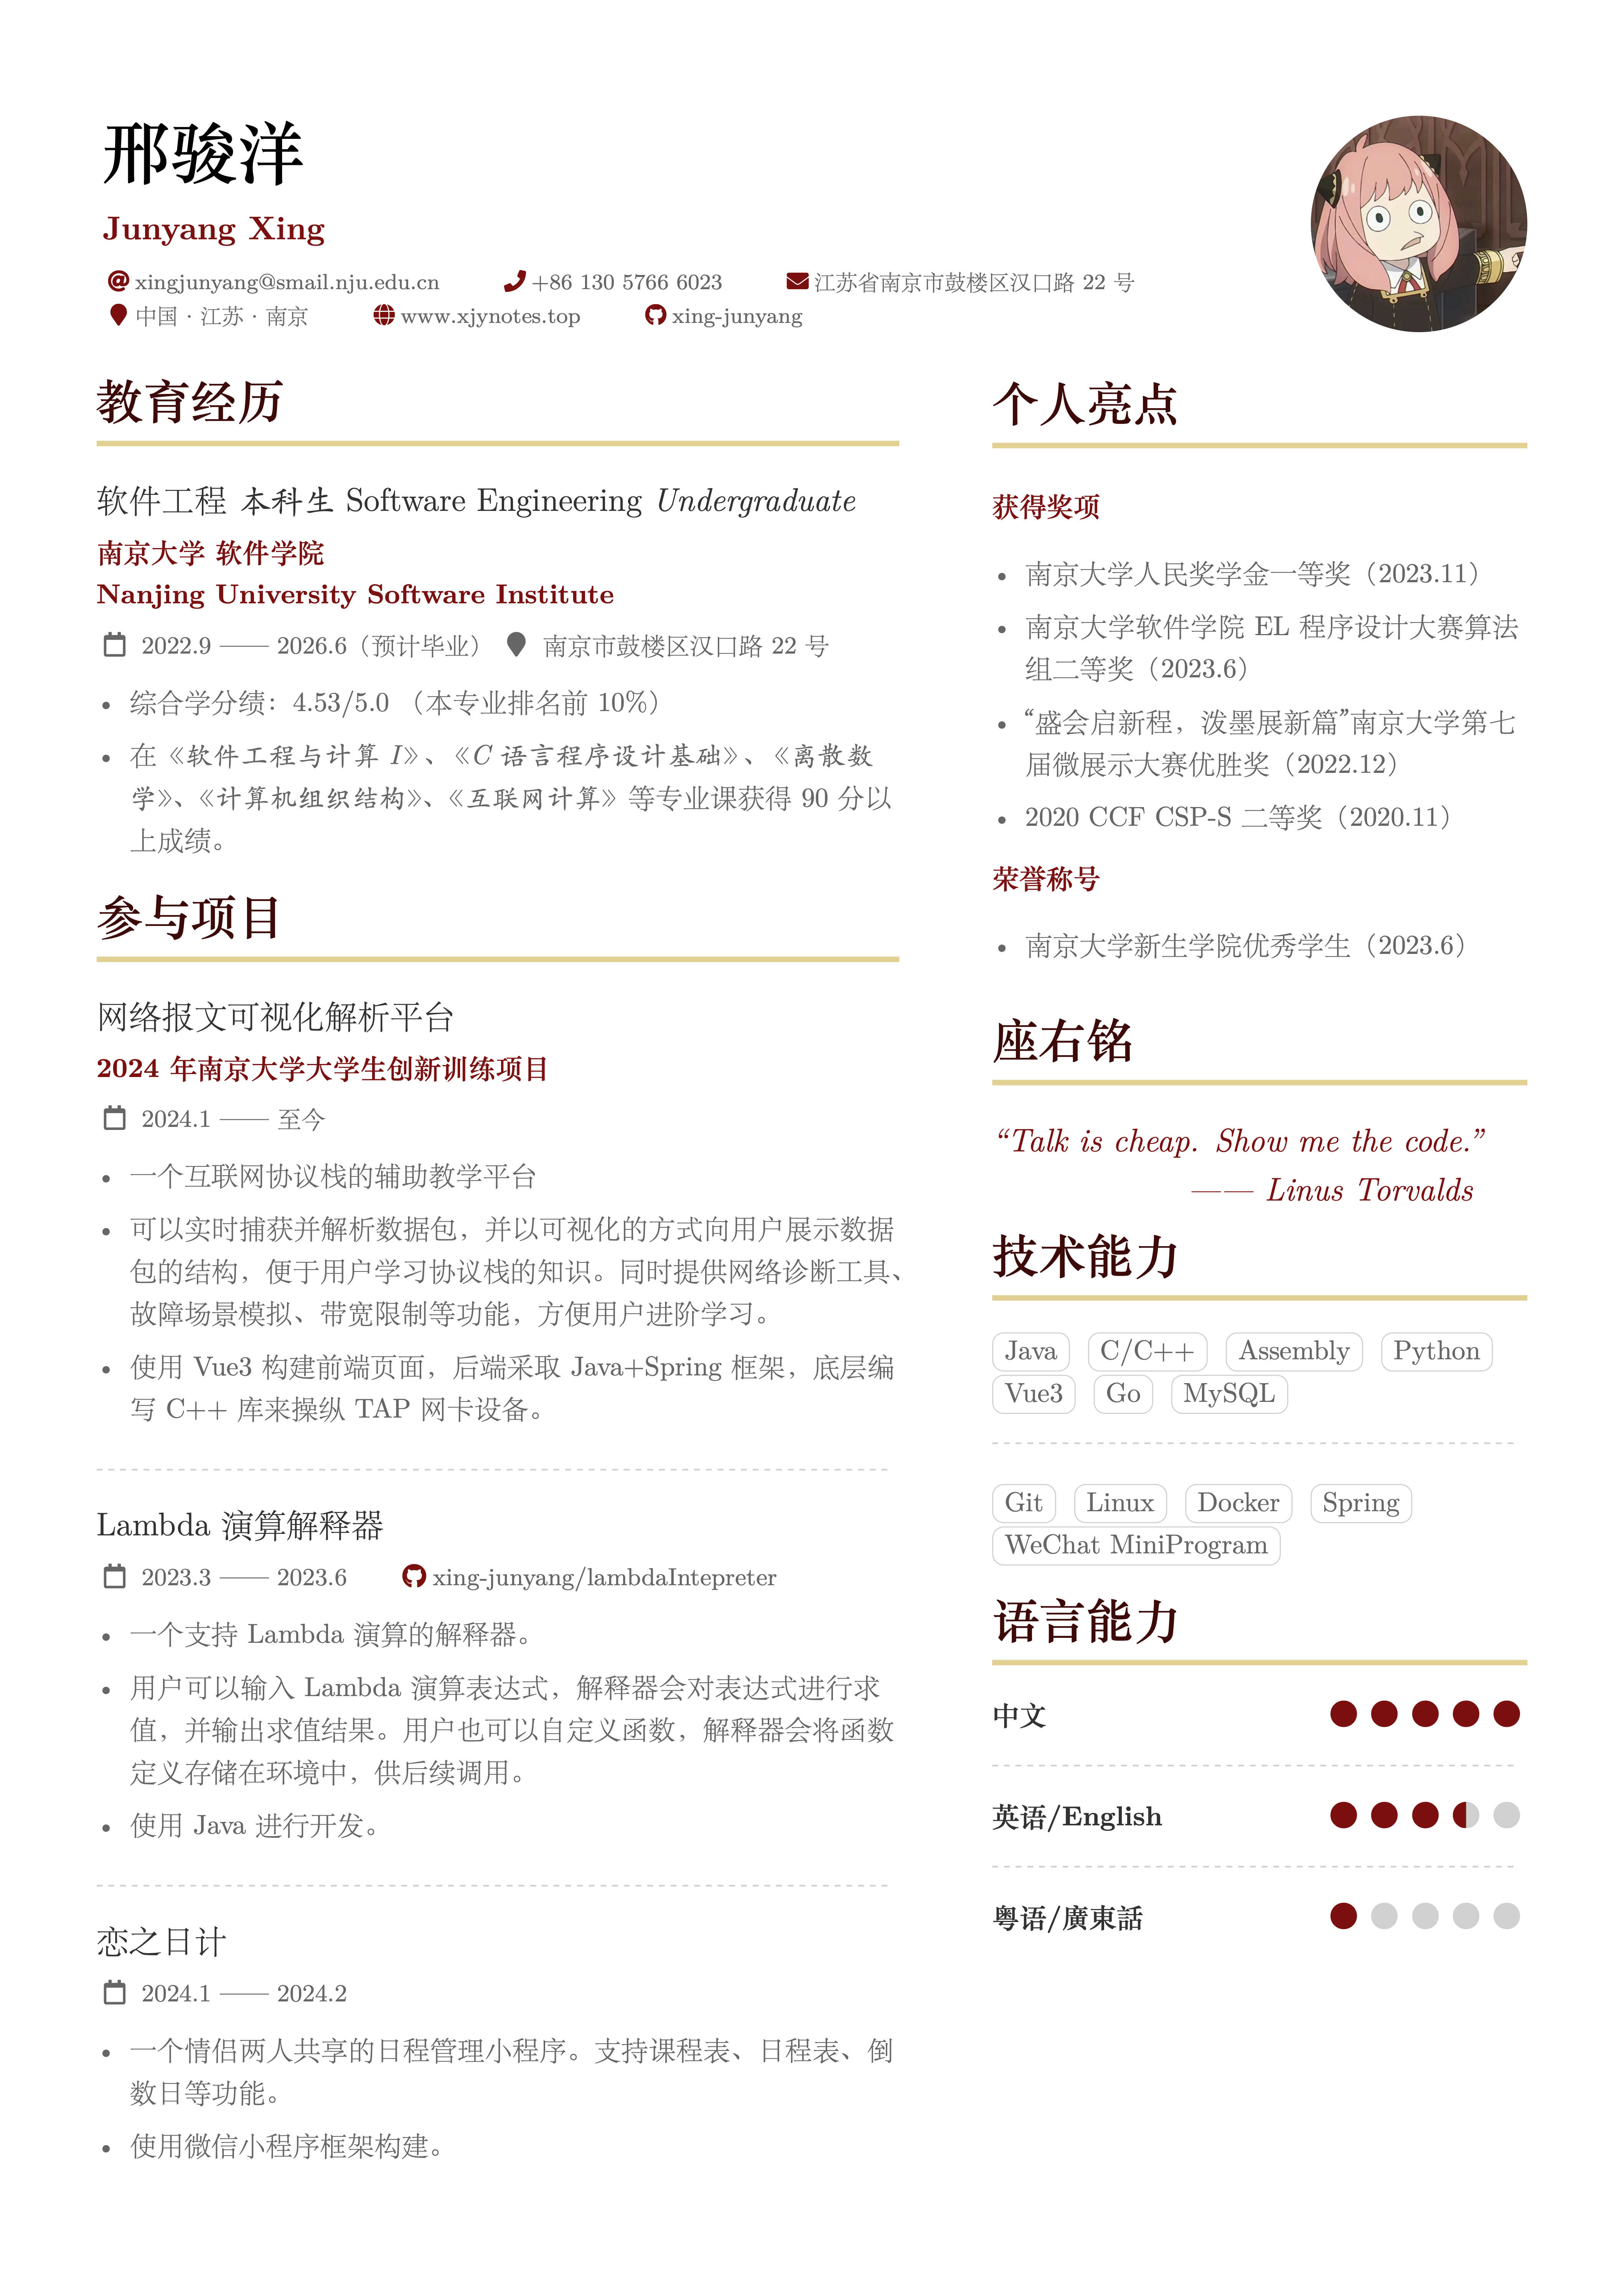 邢骏洋
Junyang Xing
xingjunyang@smail.nju.edu.cn +86 130 5766 6023 江苏省南京市鼓楼区汉口路 22 号
中国 · 江苏 · 南京 www.xjynotes.top xing-junyang
教育经历
软件工程 本科生 Software Engineering Undergraduate
南京大学 软件学院
Nanjing University Software Institute
2022.9 —— 2026.6（预计毕业） 南京市鼓楼区汉口路 22 号
• 综合学分绩：4.53/5.0 （本专业排名前 10%）
• 在《软件工程与计算 I》、《C 语言程序设计基础》、《离散数
学》、《计算机组织结构》、《互联网计算》等专业课获得 90 分以
上成绩。
参与项目
网络报文可视化解析平台
2024 年南京大学大学生创新训练项目
2024.1 —— 至今
• 一个互联网协议栈的辅助教学平台
• 可以实时捕获并解析数据包，并以可视化的方式向用户展示数据
包的结构，便于用户学习协议栈的知识。同时提供网络诊断工具、
故障场景模拟、带宽限制等功能，方便用户进阶学习。
• 使用 Vue3 构建前端页面，后端采取 Java+Spring 框架，底层编
写 C++ 库来操纵 TAP 网卡设备。
Lambda 演算解释器
2023.3 —— 2023.6 xing-junyang/lambdaIntepreter
• 一个支持 Lambda 演算的解释器。
• 用户可以输入 Lambda 演算表达式，解释器会对表达式进行求
值，并输出求值结果。用户也可以自定义函数，解释器会将函数
定义存储在环境中，供后续调用。
• 使用 Java 进行开发。
恋之日计
2024.1 —— 2024.2
• 一个情侣两人共享的日程管理小程序。支持课程表、日程表、倒
数日等功能。
• 使用微信小程序框架构建。
个人亮点
获得奖项
• 南京大学人民奖学金一等奖（2023.11）
• 南京大学软件学院 EL 程序设计大赛算法
组二等奖（2023.6）
• “盛会启新程，泼墨展新篇”南京大学第七
届微展示大赛优胜奖（2022.12）
• 2020 CCF CSP-S 二等奖（2020.11）
荣誉称号
• 南京大学新生学院优秀学生（2023.6）
座右铭
“Talk is cheap. Show me the code.”
—— Linus Torvalds
技术能力
Java C/C++ Assembly Python
Vue3 Go MySQL
Git Linux Docker Spring
WeChat MiniProgram
语言能力
中文
英语/English
粤语/廣東話